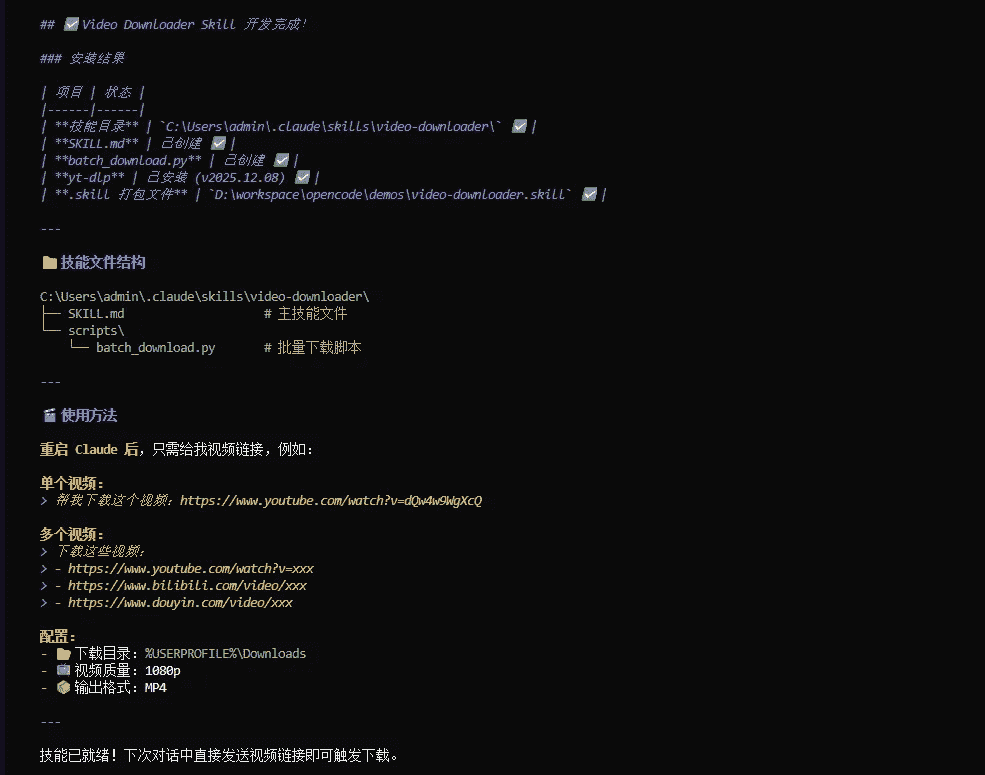 ## ✅ Video Downloader Skill 开发完成!
### 安装结果
| 项目 | 状态 |
|------|------|
| **技能目录** | `C:\Users\admin\.claude\skills\video-downloader\` ✅ |
| **SKILL.md** | 已创建 ✅ |
| **batch_download.py** | 已创建 ✅ |
| **yt-dlp** | 已安装 (v2025.12.08) ✅ |
| **.skill 打包文件** | `D:\workspace\opencode\demos\video-downloader.skill` ✅ |
---
📁 技能文件结构
C:\Users\admin\.claude\skills\video-downloader\
├── SKILL.md # 主技能文件
└── scripts\
└── batch_download.py # 批量下载脚本
---
🎬 使用方法
重启 Claude 后，只需给我视频链接，例如：
单个视频：
> 帮我下载这个视频：https://www.youtube.com/watch?v=dQw4w9WgXcQ
多个视频：
> 下载这些视频：
> - https://www.youtube.com/watch?v=xxx
> - https://www.bilibili.com/video/xxx
> - https://www.douyin.com/video/xxx
配置：
- 📂 下载目录：%USERPROFILE%\Downloads
- 📺 视频质量：1080p
- 📦 输出格式：MP4
---
技能已就绪！下次对话中直接发送视频链接即可触发下载。